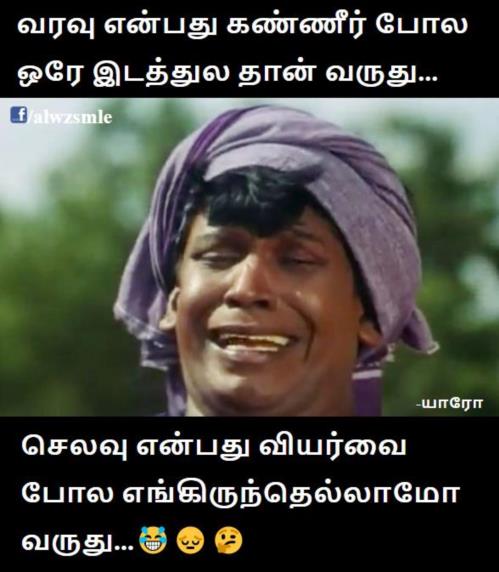 வரவு என்பது கண்ணீர் போல
ஒரே இடத்துல தான் வருது...
f/alwzsmle
-யாரோ
செலவு என்பது வியர்வை
போல எங்கிருந்தெல்லாமோ
வருது...😂 😔 🤔